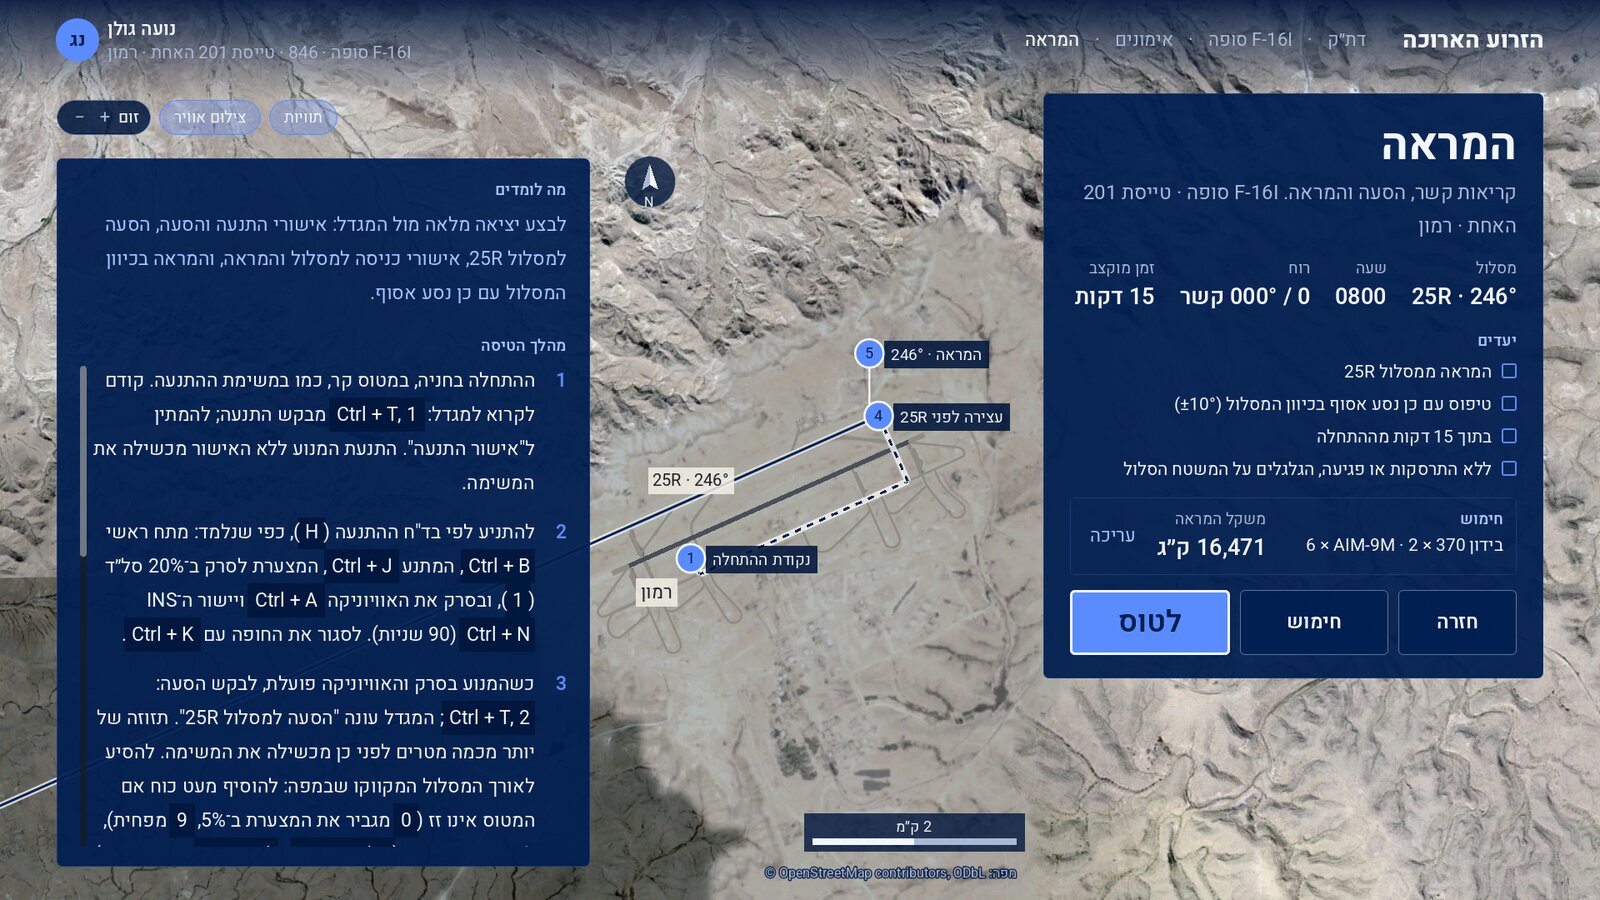 הזרוע הארוכה
דת״ק · F-16I סופה · אימונים · המראה
נועה גולן
F-16I סופה · 846 · טייסת 201 האחת · רמון
נג
תוויות
צילום אוויר
זום + −
המראה
קריאות קשר, הסעה והמראה. F-16I סופה · טייסת 201
האחת · רמון
מסלול
25R · 246°
שעה
0800
רוח
000° / 0 קשר
זמן מוקצב
15 דקות
יעדים
המראה ממסלול 25R
טיפוס עם כן נסע אסוף בכיוון המסלול (±10°)
בתוך 15 דקות מההתחלה
ללא התרסקות או פגיעה, הגלגלים על המשטח הסלול
חימוש
בידון 370 × 2 · 6 × AIM-9M
משקל המראה
16,471 ק״ג
עריכה
חזרה
חימוש
לטוס
N
5
המראה · 246°
4
עצירה לפני 25R
25R · 246°
1
נקודת ההתחלה
רמון
2 ק״מ
מפה: © OpenStreetMap contributors, ODbL
מה לומדים
לבצע יציאה מלאה מול המגדל: אישורי התנעה והסעה, הסעה
למסלול 25R, אישורי כניסה למסלול והמראה, והמראה בכיוון
המסלול עם כן נסע אסוף.
מהלך הטיסה
1 ההתחלה בחניה, במטוס קר, כמו במשימת ההתנעה. קודם
לקרוא למגדל: Ctrl + T, 1 מבקש התנעה; להמתין
ל"אישור התנעה". התנעת המנוע ללא האישור מכשילה את
המשימה.
2 להתניע לפי בד"ח ההתנעה ( H ), כפי שנלמד: מתח ראשי
Ctrl + B , המתנע Ctrl + J , המצערת לסרק ב־20% סל״ד
( 1 ), ובסרק את האוויוניקה Ctrl + A ויישור ה־INS
Ctrl + N (90 שניות). לסגור את החופה עם Ctrl + K .
3 כשהמנוע בסרק והאוויוניקה פועלת, לבקש הסעה:
Ctrl + T, 2 ; המגדל עונה "הסעה למסלול 25R". תזוזה של
יותר מכמה מטרים לפני כן מכשילה את המשימה. להסיע
לאורך המסלול המקווקו שבמפה: להוסיף מעט כוח אם
המטוס אינו זז ( 0 מגביר את המצערת ב־5%, 9 מפחית),